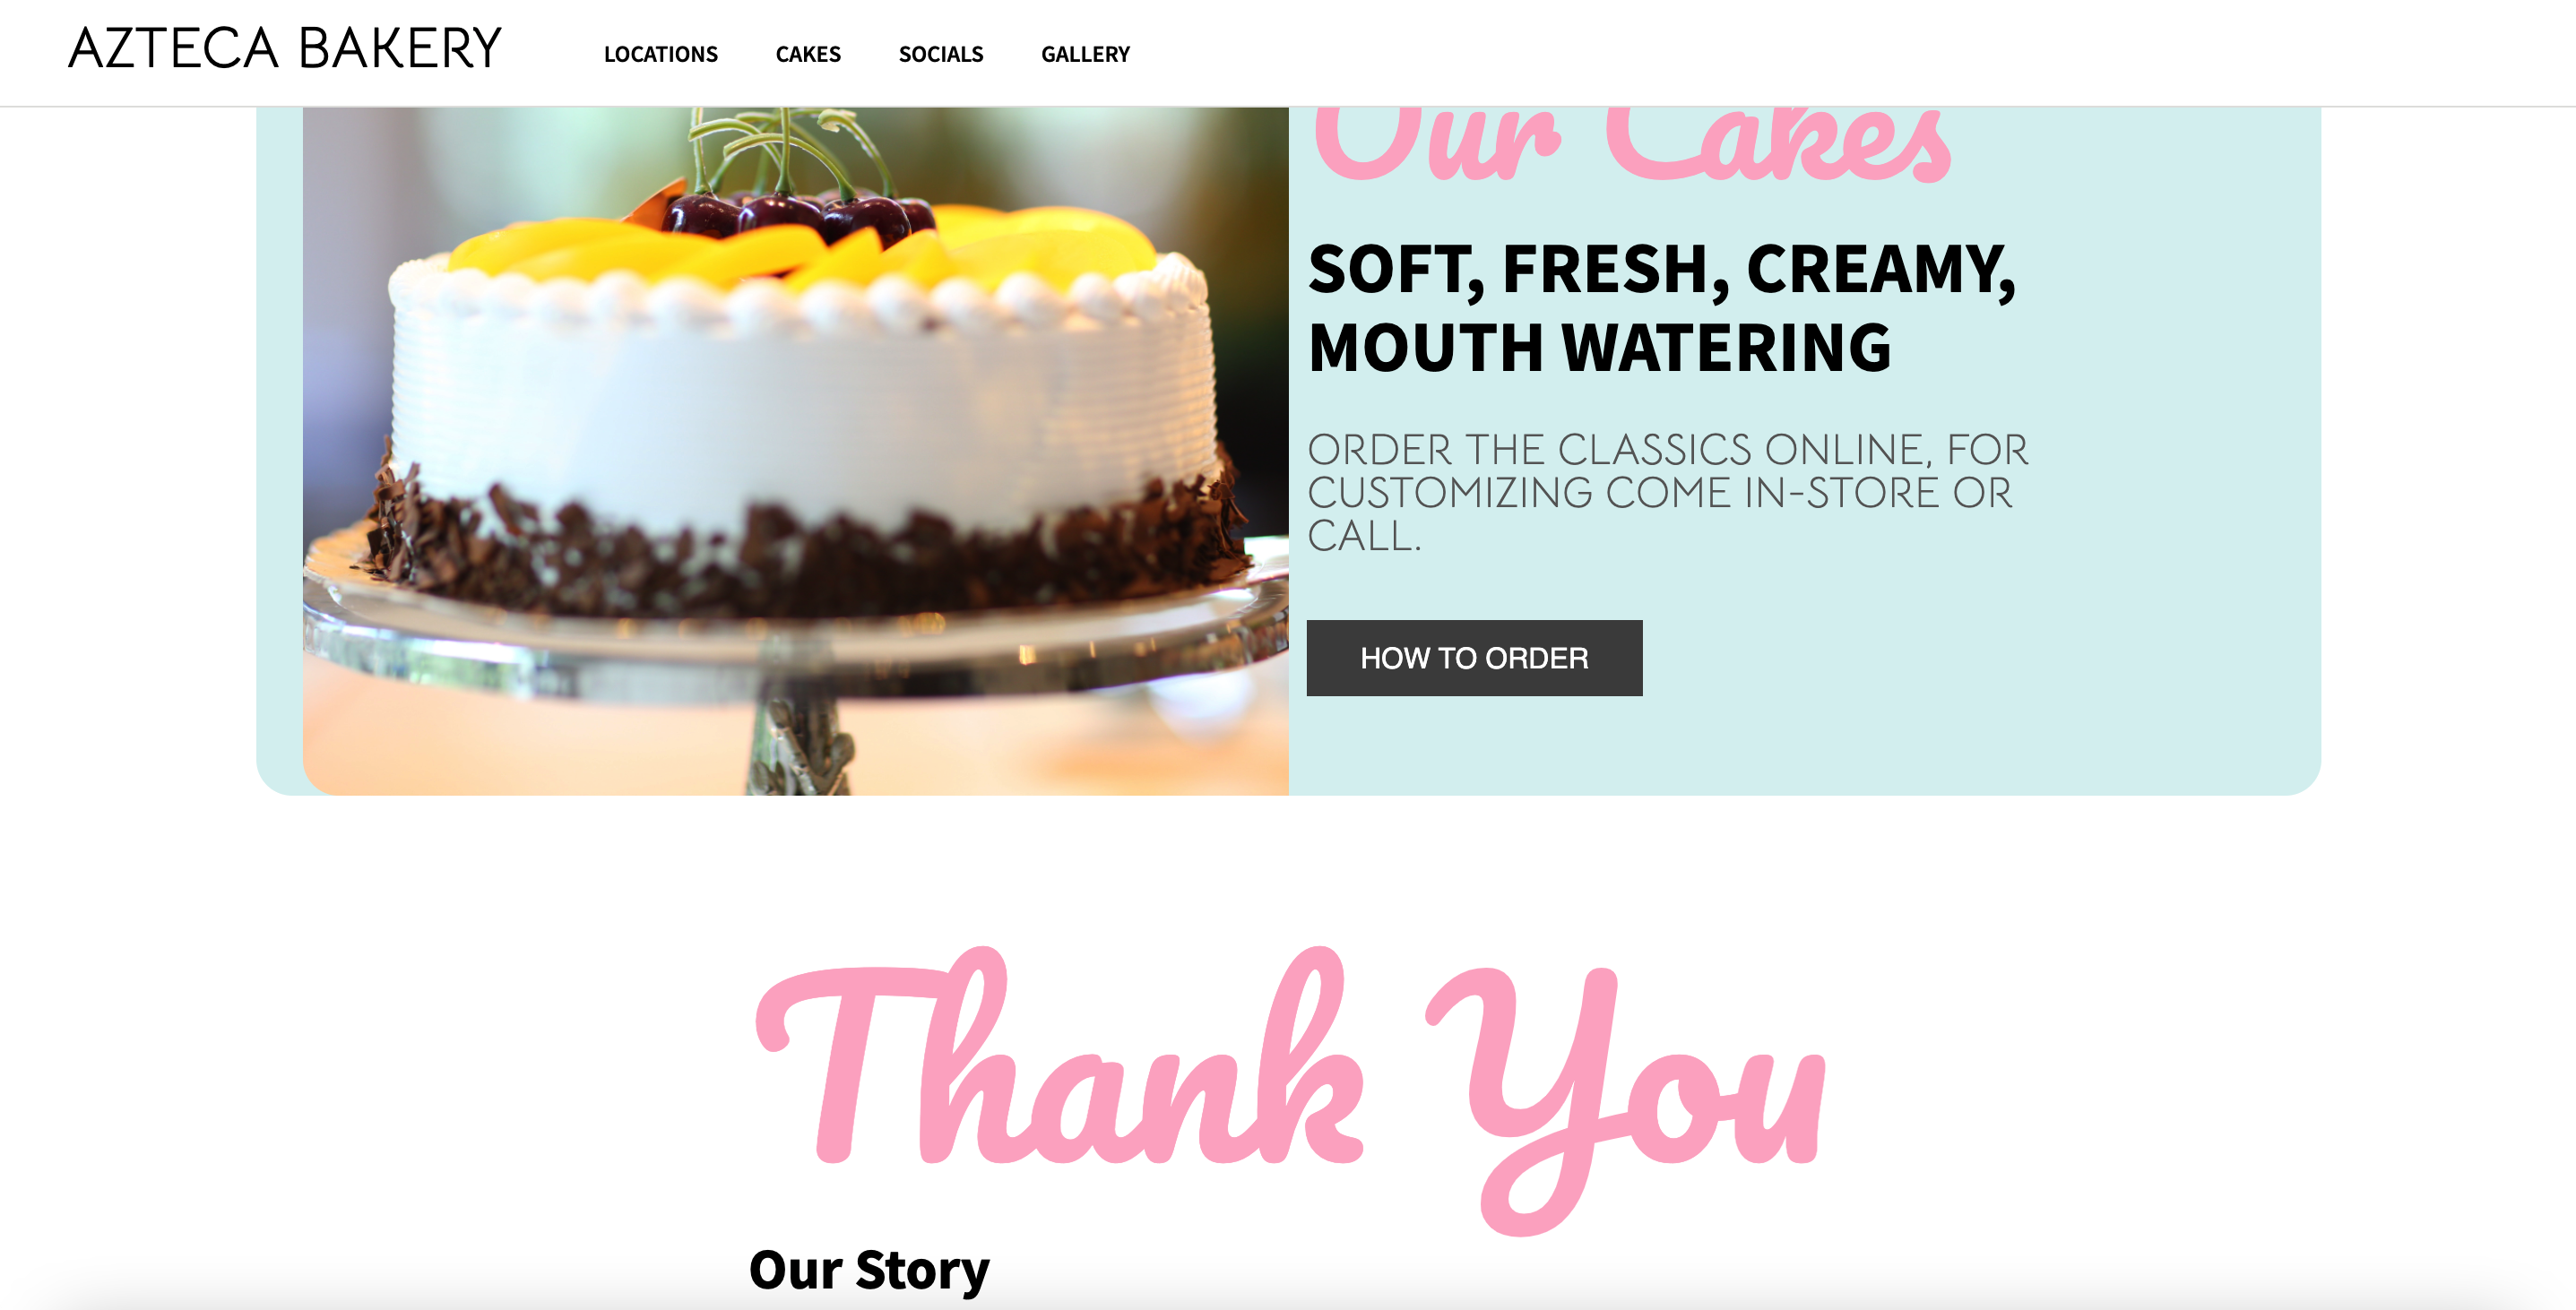 AZTECA BAKERY LOCATIONS CAKES SOCIALS GALLERY
Our Cakes
SOFT, FRESH, CREAMY,
MOUTH WATERING
ORDER THE CLASSICS ONLINE, FOR
CUSTOMIZING COME IN-STORE OR
CALL.
HOW TO ORDER
Thank You
Our Story